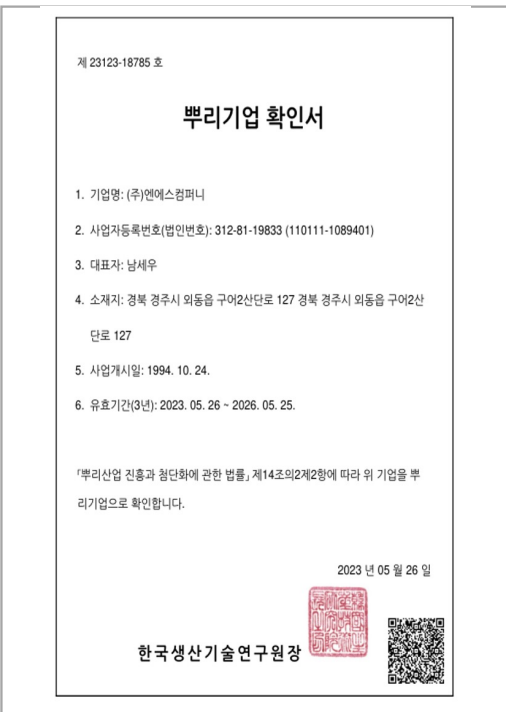 제 23123-18785 호
뿌리기업 확인서
1. 기업명: (주)엔에스컴퍼니
2. 사업자등록번호(법인번호): 312-81-19833 (110111-1089401)
3. 대표자: 남세우
4. 소재지: 경북 경주시 외동읍 구어2산단로 127 경북 경주시 외동읍 구어2산
단로 127
5. 사업개시일: 1994. 10. 24.
6. 유효기간(3년): 2023. 05. 26 ~ 2026. 05. 25.
「뿌리산업 진흥과 첨단화에 관한 법률」 제14조의2제2항에 따라 위 기업을 뿌
리기업으로 확인합니다.
2023 년 05 월 26 일
한국생산기술연구원장